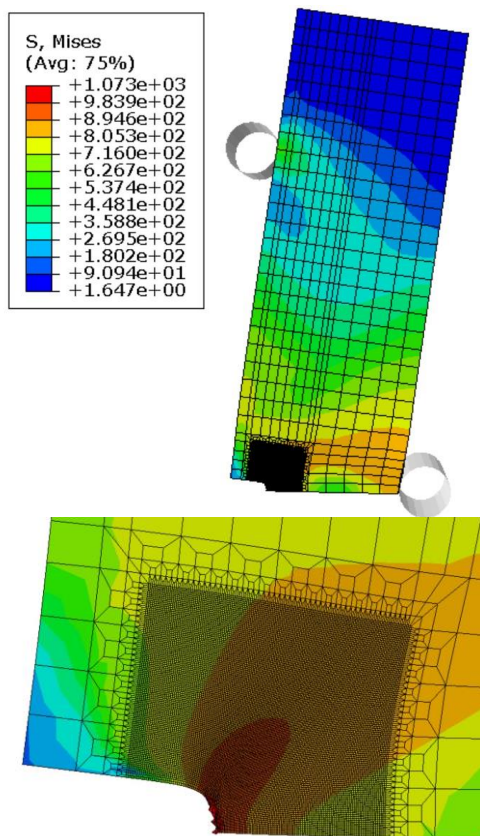 S, Mises
(Avg: 75%)
+1.073e+03
+9.839e+02
+8.946e+02
+8.053e+02
+7.160e+02
+6.267e+02
+5.374e+02
+4.481e+02
+3.588e+02
+2.695e+02
+1.802e+02
+9.094e+01
+1.647e+00